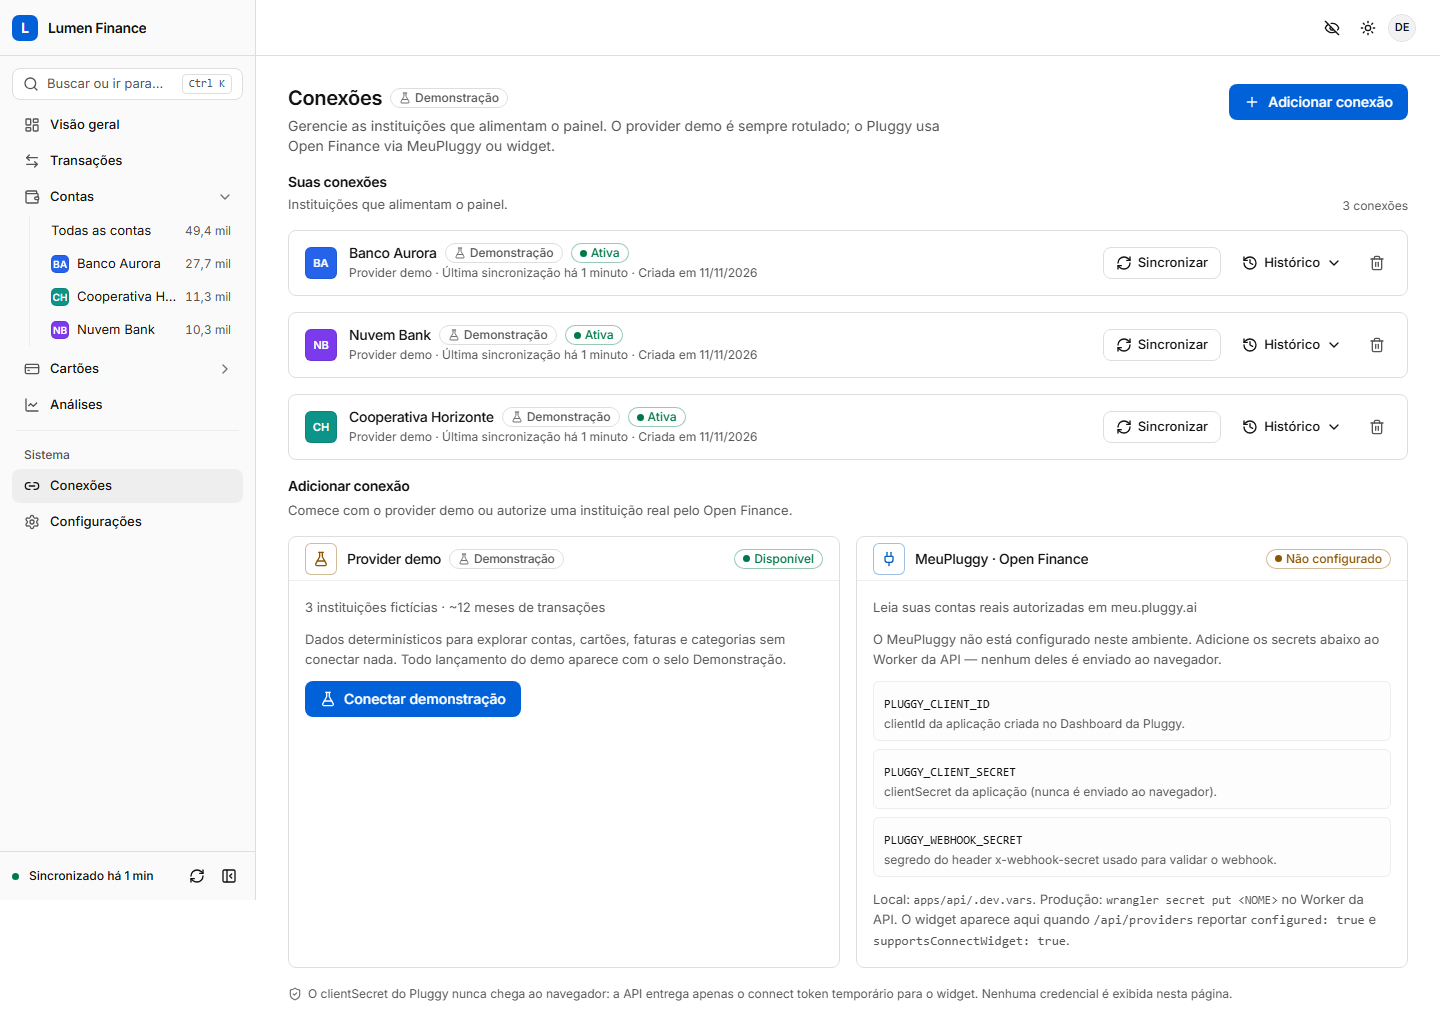 L Lumen Finance
DE
Buscar ou ir para... Ctrl K
Visão geral
Transações
Contas
Todas as contas 49,4 mil
BA Banco Aurora 27,7 mil
CH Cooperativa H... 11,3 mil
NB Nuvem Bank 10,3 mil
Cartões
Análises
Sistema
Conexões
Configurações
Sincronizado há 1 min
Conexões Demonstração
Adicionar conexão
Gerencie as instituições que alimentam o painel. O provider demo é sempre rotulado; o Pluggy usa
Open Finance via MeuPluggy ou widget.
Suas conexões
Instituições que alimentam o painel.
3 conexões
BA Banco Aurora Demonstração Ativa
Provider demo · Última sincronização há 1 minuto · Criada em 11/11/2026
Sincronizar Histórico
NB Nuvem Bank Demonstração Ativa
Provider demo · Última sincronização há 1 minuto · Criada em 11/11/2026
Sincronizar Histórico
CH Cooperativa Horizonte Demonstração Ativa
Provider demo · Última sincronização há 1 minuto · Criada em 11/11/2026
Sincronizar Histórico
Adicionar conexão
Comece com o provider demo ou autorize uma instituição real pelo Open Finance.
Provider demo Demonstração Disponível
3 instituições fictícias · ~12 meses de transações
Dados determinísticos para explorar contas, cartões, faturas e categorias sem
conectar nada. Todo lançamento do demo aparece com o selo Demonstração.
Conectar demonstração
MeuPluggy · Open Finance Não configurado
Leia suas contas reais autorizadas em meu.pluggy.ai
O MeuPluggy não está configurado neste ambiente. Adicione os secrets abaixo ao
Worker da API — nenhum deles é enviado ao navegador.
PLUGGY_CLIENT_ID
clientId da aplicação criada no Dashboard da Pluggy.
PLUGGY_CLIENT_SECRET
clientSecret da aplicação (nunca é enviado ao navegador).
PLUGGY_WEBHOOK_SECRET
segredo do header x-webhook-secret usado para validar o webhook.
Local: apps/api/.dev.vars. Produção: wrangler secret put <NOME> no Worker da
API. O widget aparece aqui quando /api/providers reportar configured: true e
supportsConnectWidget: true.
O clientSecret do Pluggy nunca chega ao navegador: a API entrega apenas o connect token temporário para o widget. Nenhuma credencial é exibida nesta página.